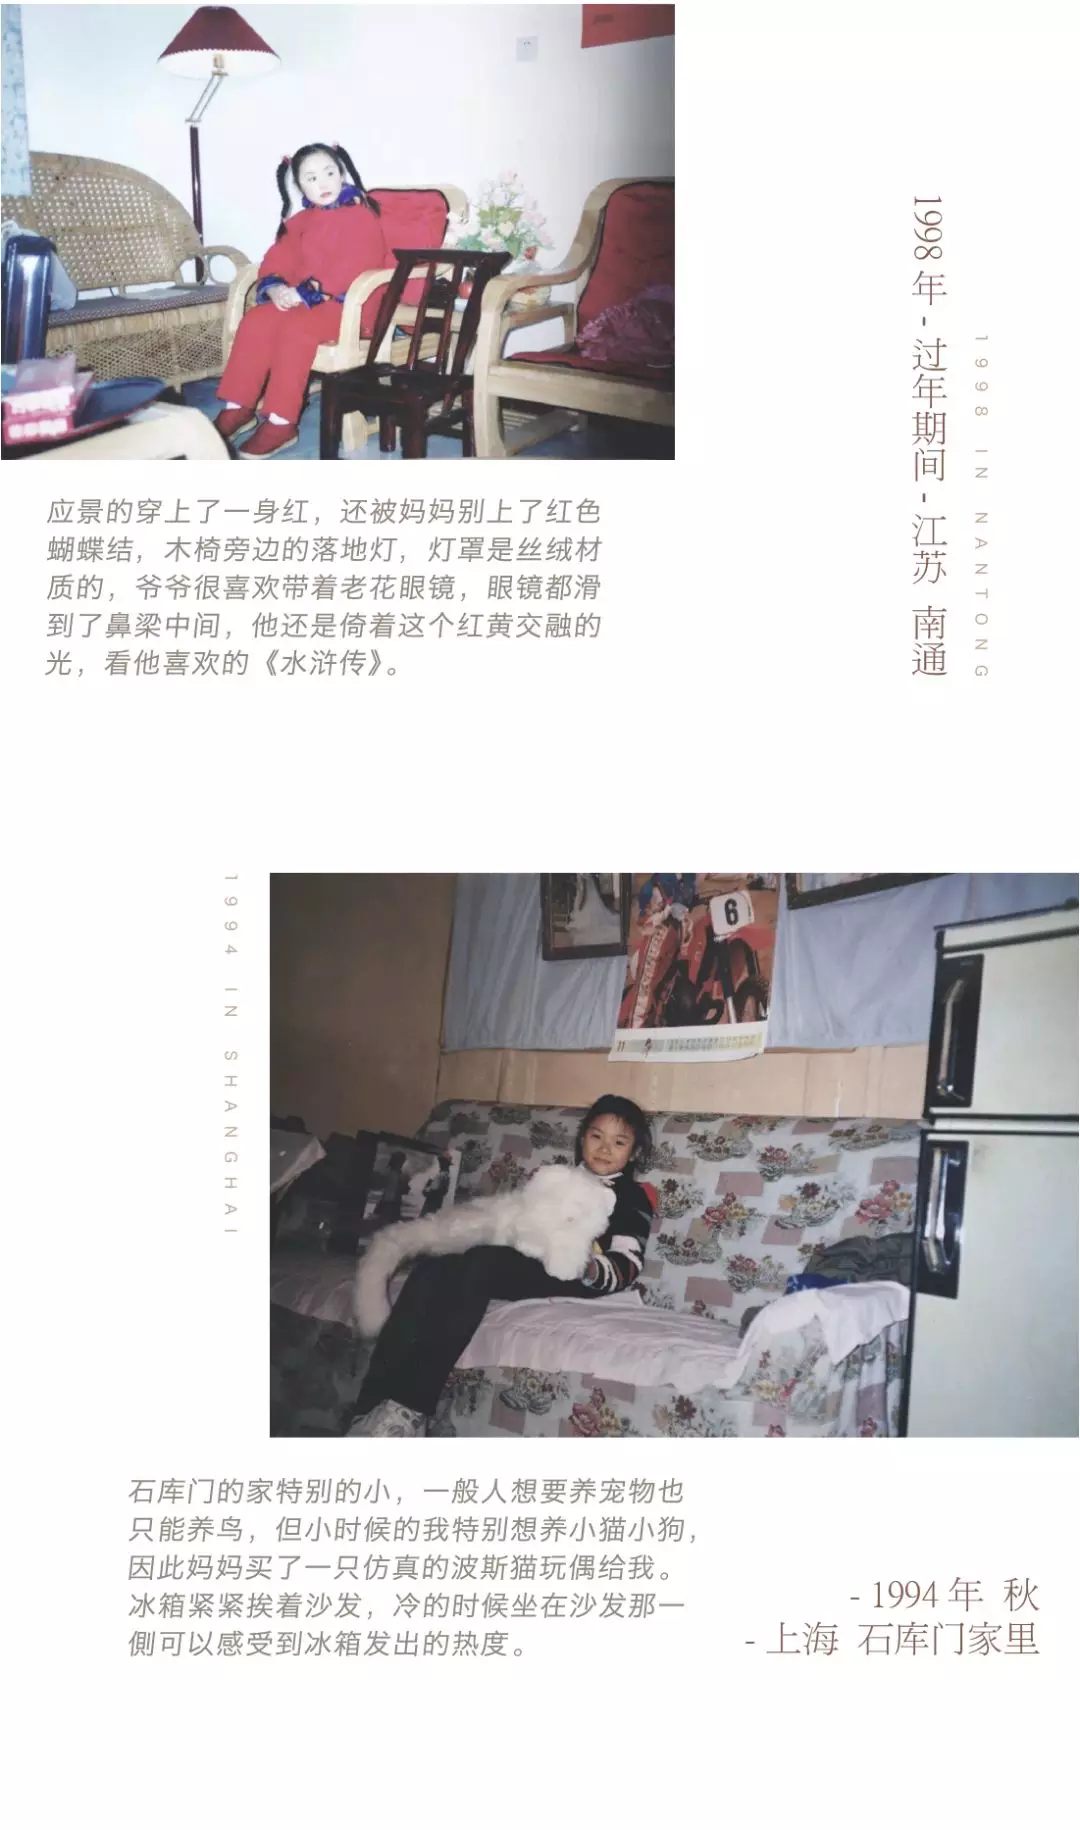 1998年-过年期间-江苏 南通
1998 IN NANTONG
应景的穿上了一身红，还被妈妈别上了红色
蝴蝶结，木椅旁边的落地灯，灯罩是丝绒材
质的，爷爷很喜欢带着老花眼镜，眼镜都滑
到了鼻梁中间，他还是倚着这个红黄交融的
光，看他喜欢的《水浒传》。
1994 IN SHANGHAI
6
11
石库门的家特别的小，一般人想要养宠物也
只能养鸟，但小时候的我特别想养小猫小狗，
因此妈妈买了一只仿真的波斯猫玩偶给我。
冰箱紧紧挨着沙发，冷的时候坐在沙发那一
侧可以感受到冰箱发出的热度。
- 1994年 秋
- 上海 石库门家里